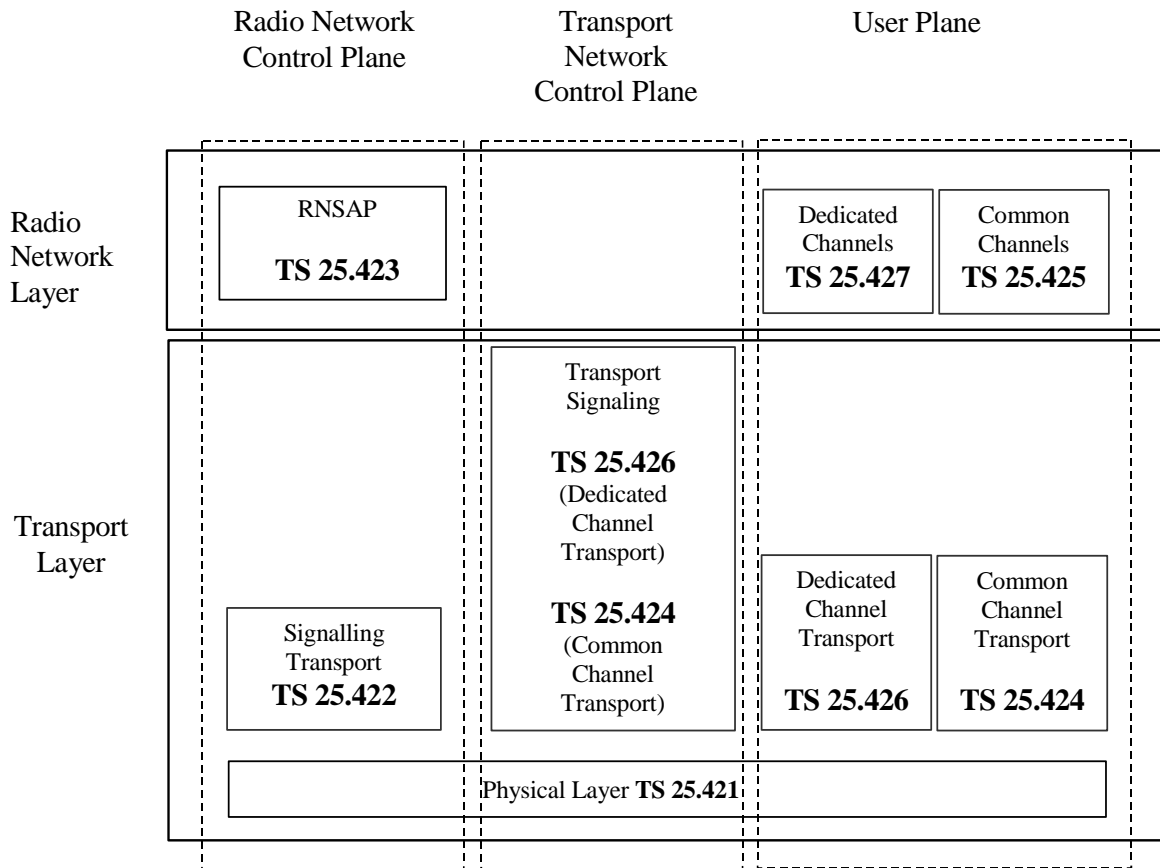 Radio Network
Control Plane
Transport
Network
Control Plane
User Plane
Radio
Network
Layer
RNSAP
TS 25.423
Dedicated
Channels
TS 25.427
Common
Channels
TS 25.425
Transport
Layer
Signalling
Transport
TS 25.422
Transport
Signaling
TS 25.426
(Dedicated
Channel
Transport)
TS 25.424
(Common
Channel
Transport)
Dedicated
Channel
Transport
TS 25.426
Common
Channel
Transport
TS 25.424
Physical Layer TS 25.421